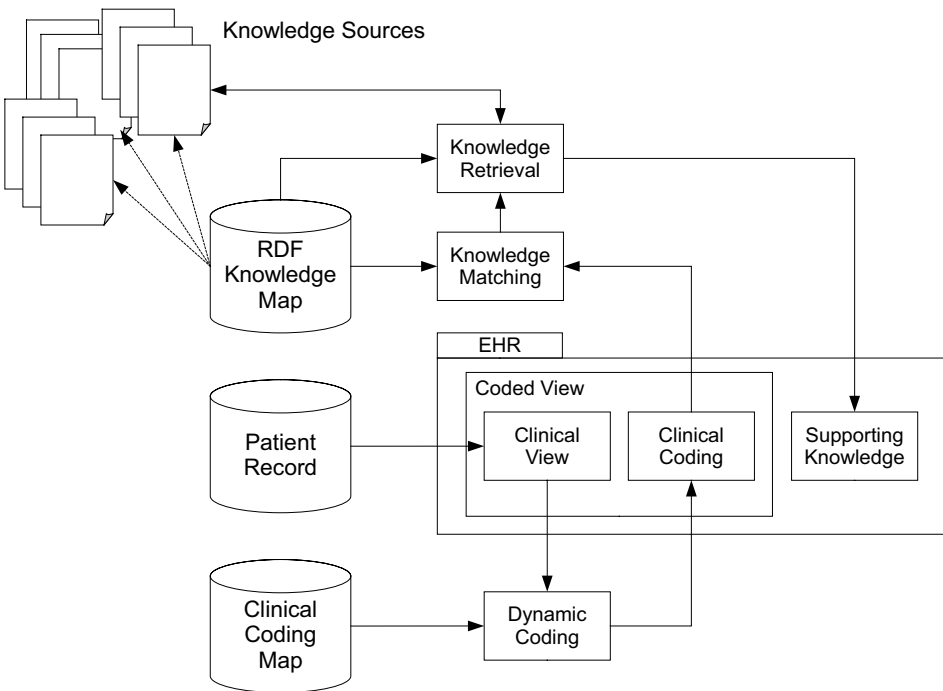 Knowledge Sources
Knowledge
Retrieval
RDF
Knowledge
Map
Knowledge
Matching
EHR
Coded View
Patient
Record
Clinical
View
Clinical
Coding
Supporting
Knowledge
Clinical
Coding
Map
Dynamic
Coding